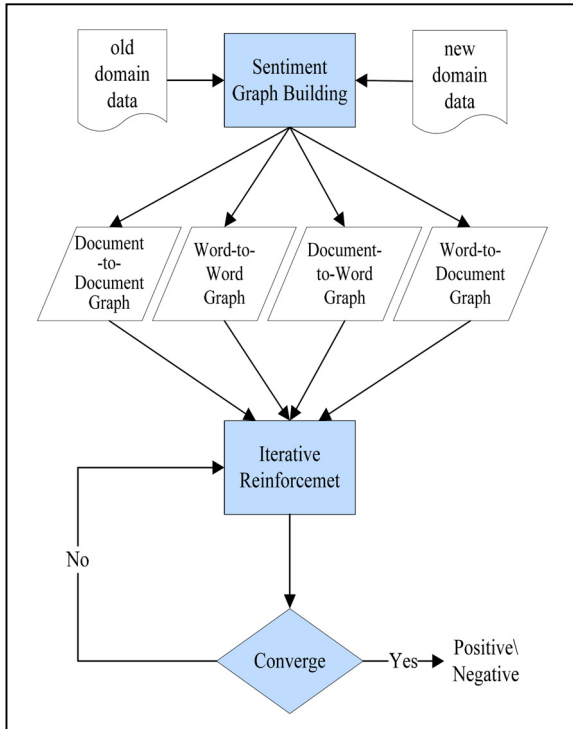 old
domain
data
Sentiment
Graph Building
new
domain
data
Document
-to-
Document
Graph
Word-to-
Word
Graph
Document-
to-Word
Graph
Word-to-
Document
Graph
Iterative
Reinforcemet
No
Converge
Yes
Positive\
Negative